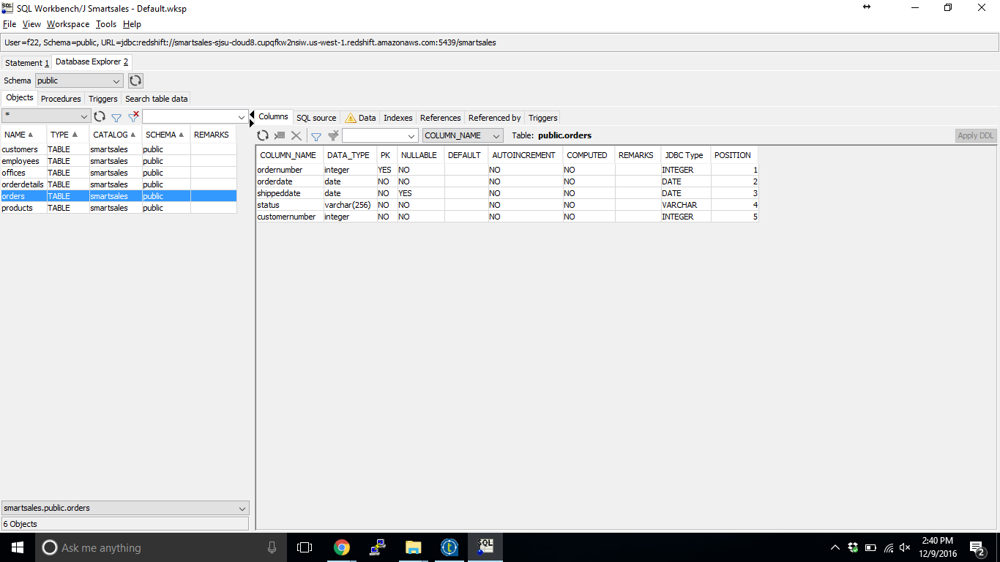 SQL Workbench/J Smartsales - Default.wksp
File View Workspace Tools Help
User=f22, Schema=public, URL=jdbc:redshift://smartsales-sjsu-cloud8.cupqfkw2nsiw.us-west-1.redshift.amazonaws.com:5439/smartsales
Statement 1 Database Explorer 2
Schema public
Objects Procedures Triggers Search table data
*
NAME TYPE CATALOG SCHEMA REMARKS
customers TABLE smartsales public
employees TABLE smartsales public
offices TABLE smartsales public
orderdetails TABLE smartsales public
orders TABLE smartsales public
products TABLE smartsales public
smartsales.public.orders
6 Objects
Columns SQL source Data Indexes References Referenced by Triggers
COLUMN_NAME Table: public.orders Apply DDL
COLUMN_NAME DATA_TYPE PK NULLABLE DEFAULT AUTOINCREMENT COMPUTED REMARKS JDBC Type POSITION
ordernumber integer YES NO NO NO INTEGER 1
orderdate date NO NO NO NO DATE 2
shippeddate date NO YES NO NO DATE 3
status varchar(256) NO NO NO NO VARCHAR 4
customernumber integer NO NO NO NO INTEGER 5
Ask me anything
SQL
2:40 PM
12/9/2016
2